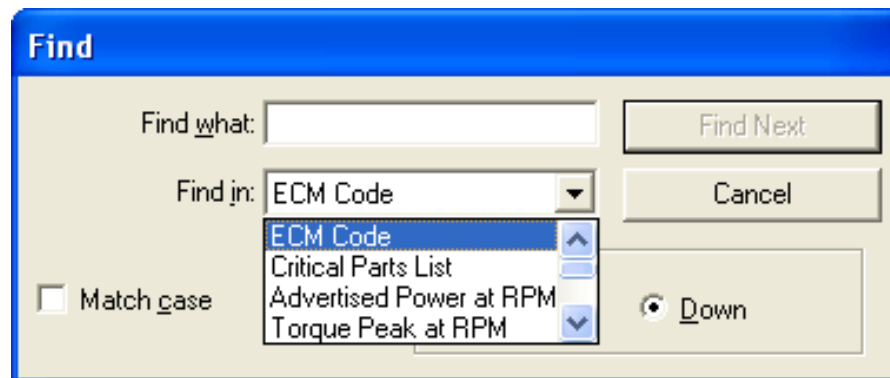 Find
Find what:
Find Next
Find in: ECM Code
Cancel
ECM Code
Critical Parts List
Advertised Power at RPM
Torque Peak at RPM
Match case
Down